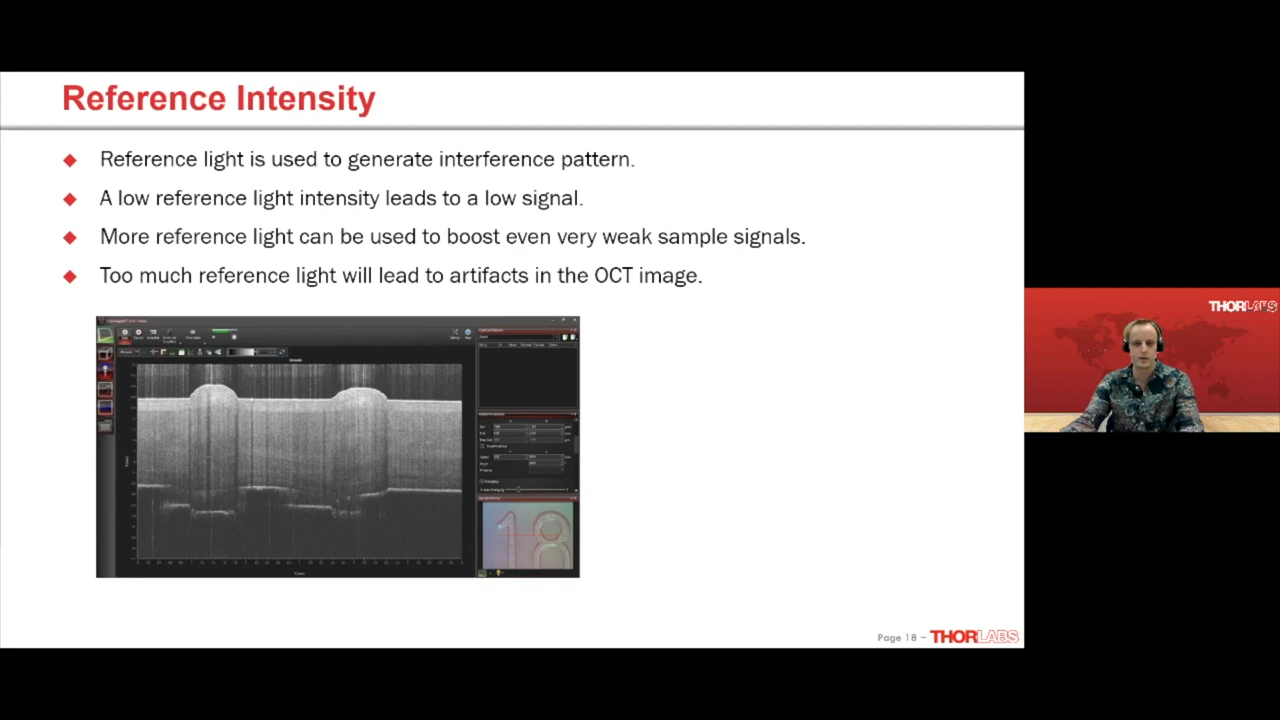 Reference Intensity
Reference light is used to generate interference pattern.
A low reference light intensity leads to a low signal.
More reference light can be used to boost even very weak sample signals.
Too much reference light will lead to artifacts in the OCT image.
18
Page 18 – THORLABS
THORLABS